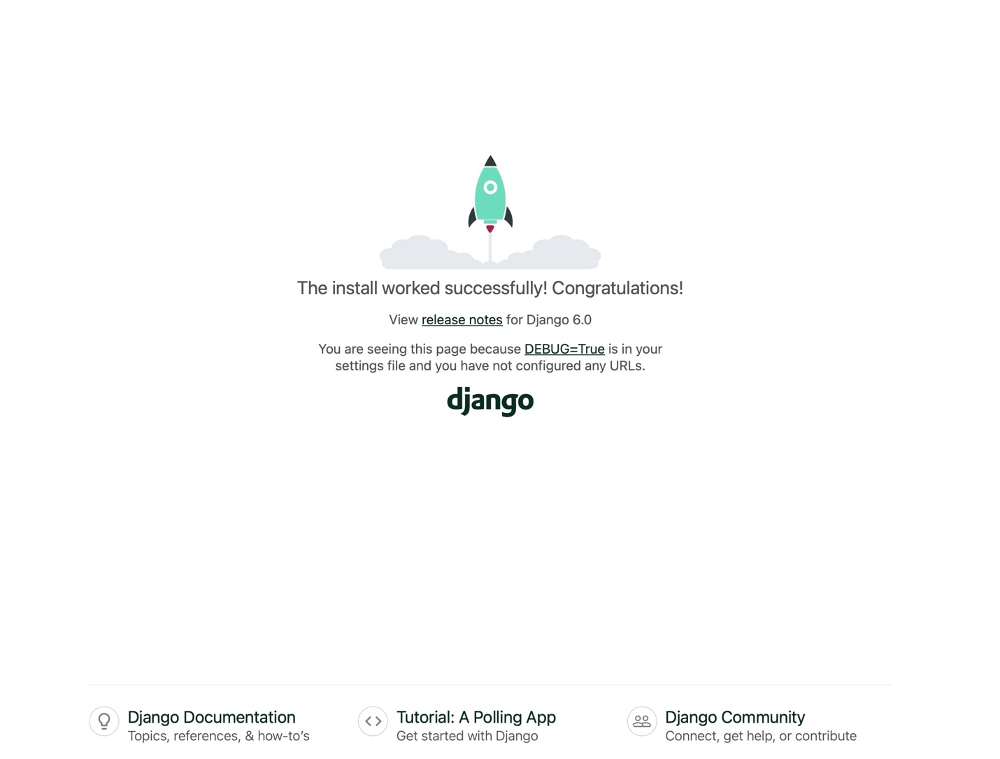 The install worked successfully! Congratulations!
View release notes for Django 6.0
You are seeing this page because DEBUG=True is in your
settings file and you have not configured any URLs.
django
Django Documentation
Topics, references, & how-to’s
Tutorial: A Polling App
Get started with Django
Django Community
Connect, get help, or contribute